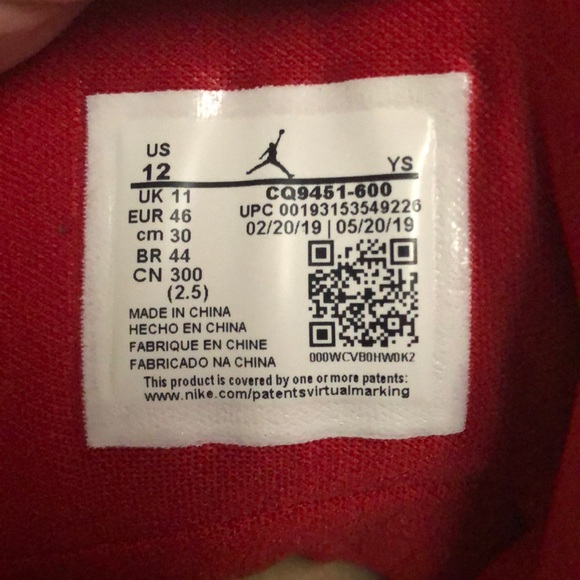 US
12
YS
UK 11
CQ9451-600
EUR 46
UPC 00193153549226
cm 30
02/20/19 | 05/20/19
BR 44
CN 300
(2.5)
MADE IN CHINA
HECHO EN CHINA
FABRIQUE EN CHINE
FABRICADO NA CHINA
000WCVB0HW0K2
This product is covered by one or more patents:
www.nike.com/patentsvirtualmarking